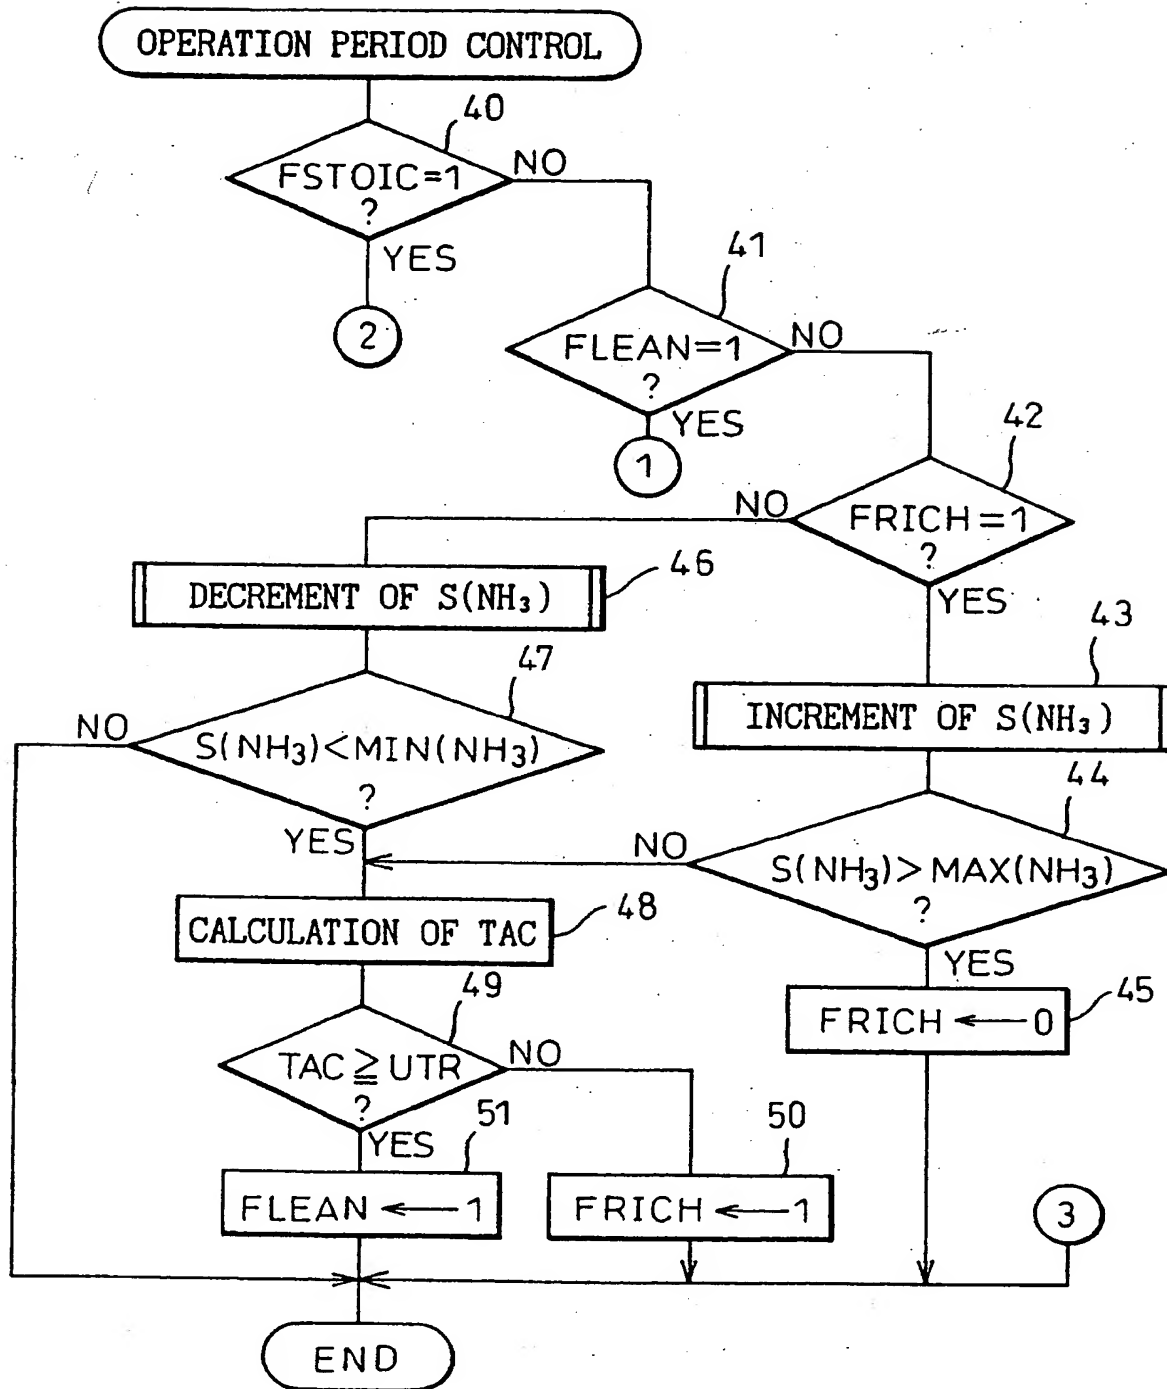 OPERATION PERIOD CONTROL
40
FSTOIC=1
?
NO
YES
2
41
FLEAN=1
?
NO
YES
1
42
FRICH=1
?
NO
YES
DECREMENT OF S(NH₃)
46
43
INCREMENT OF S(NH₃)
47
S(NH₃)<MIN(NH₃)
?
NO
YES
44
S(NH₃)>MAX(NH₃)
?
NO
YES
CALCULATION OF TAC
48
45
FRICH ← 0
49
TAC ≧ UTR
?
NO
YES
51
FLEAN ← 1
50
FRICH ← 1
3
END